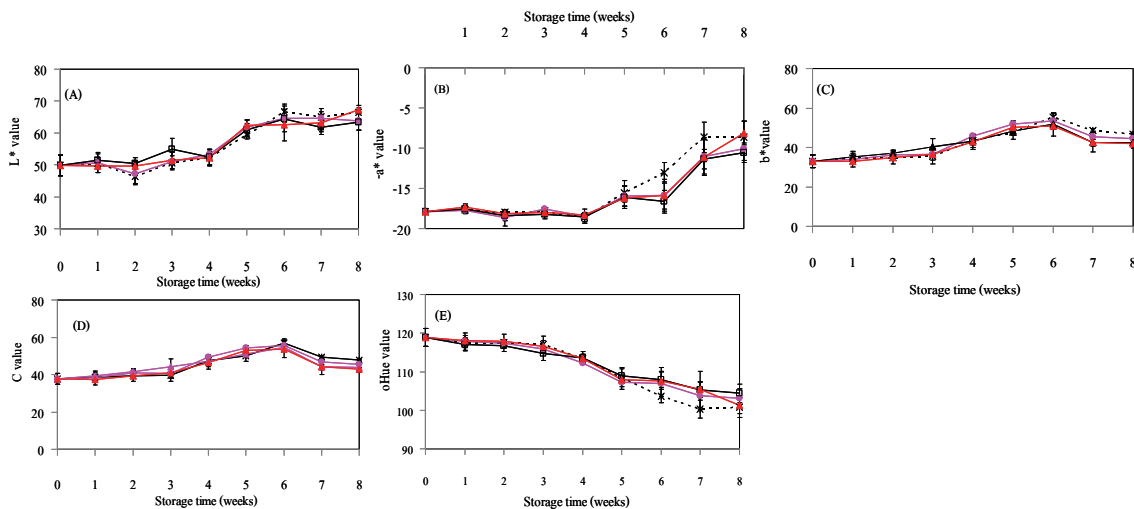 Storage time (weeks)
1 2 3 4 5 6 7 8
80
70
60
50
40
30
L* value
(A)
0 1 2 3 4 5 6 7 8
Storage time (weeks)
0
-5
-10
-15
-20
-a* value
(B)
80
60
40
20
0
b*value
(C)
0 1 2 3 4 5 6 7 8
Storage time (weeks)
80
60
40
20
0
C value
(D)
0 1 2 3 4 5 6 7 8
Storage time (weeks)
130
120
110
100
90
oHue value
(E)
0 1 2 3 4 5 6 7 8
Storage time (weeks)